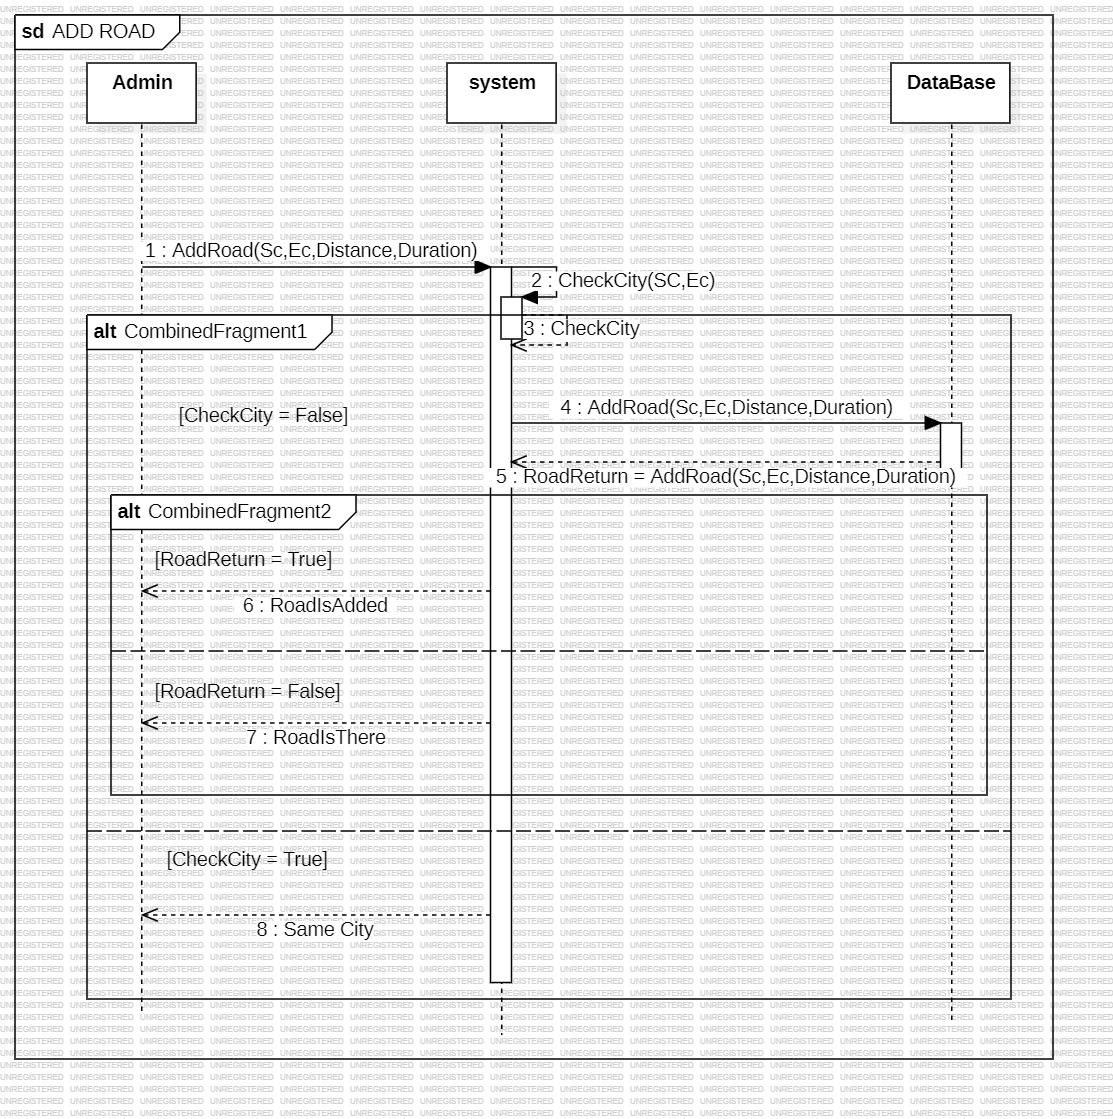 sd ADD ROAD
Admin
system
DataBase
1 : AddRoad(Sc,Ec,Distance,Duration)
2 : CheckCity(SC,Ec)
alt CombinedFragment1
3 : CheckCity
[CheckCity = False]
4 : AddRoad(Sc,Ec,Distance,Duration)
5 : RoadReturn = AddRoad(Sc,Ec,Distance,Duration)
alt CombinedFragment2
[RoadReturn = True]
6 : RoadIsAdded
[RoadReturn = False]
7 : RoadIsThere
[CheckCity = True]
8 : Same City
UNREGISTERED